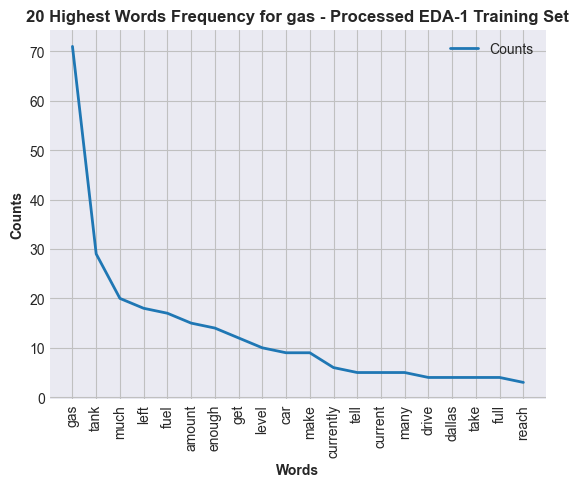 20 Highest Words Frequency for gas - Processed EDA-1 Training Set
Counts
70
60
50
40
30
20
10
0
Counts
gas
tank
much
left
fuel
amount
enough
get
level
car
make
currently
tell
current
many
drive
dallas
take
full
reach
Words